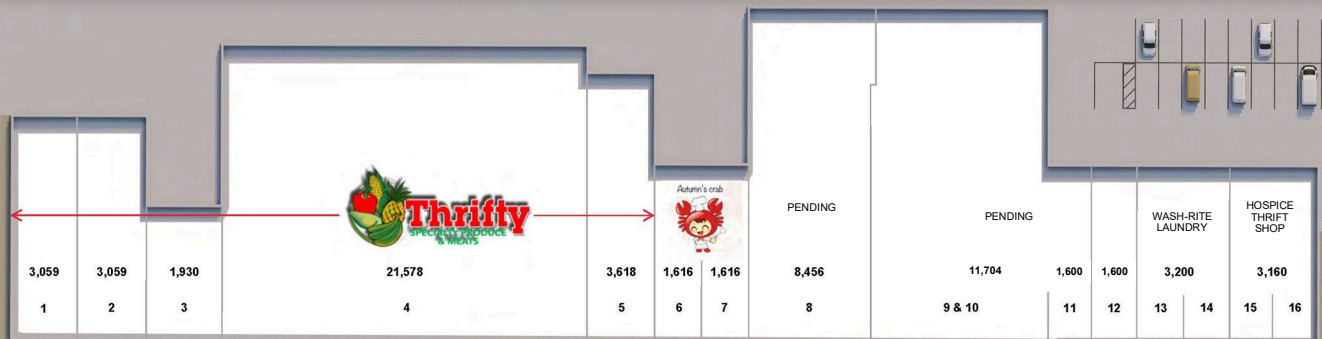 Autumn's crab
Thrifty
SPECIALTY PRODUCE
& MEATS
PENDING
PENDING
WASH-RITE
LAUNDRY
HOSPICE
THRIFT
SHOP
3,059 3,059 1,930 21,578 3,618 1,616 1,616 8,456 11,704 1,600 1,600 3,200 3,160
1 2 3 4 5 6 7 8 9 & 10 11 12 13 14 15 16